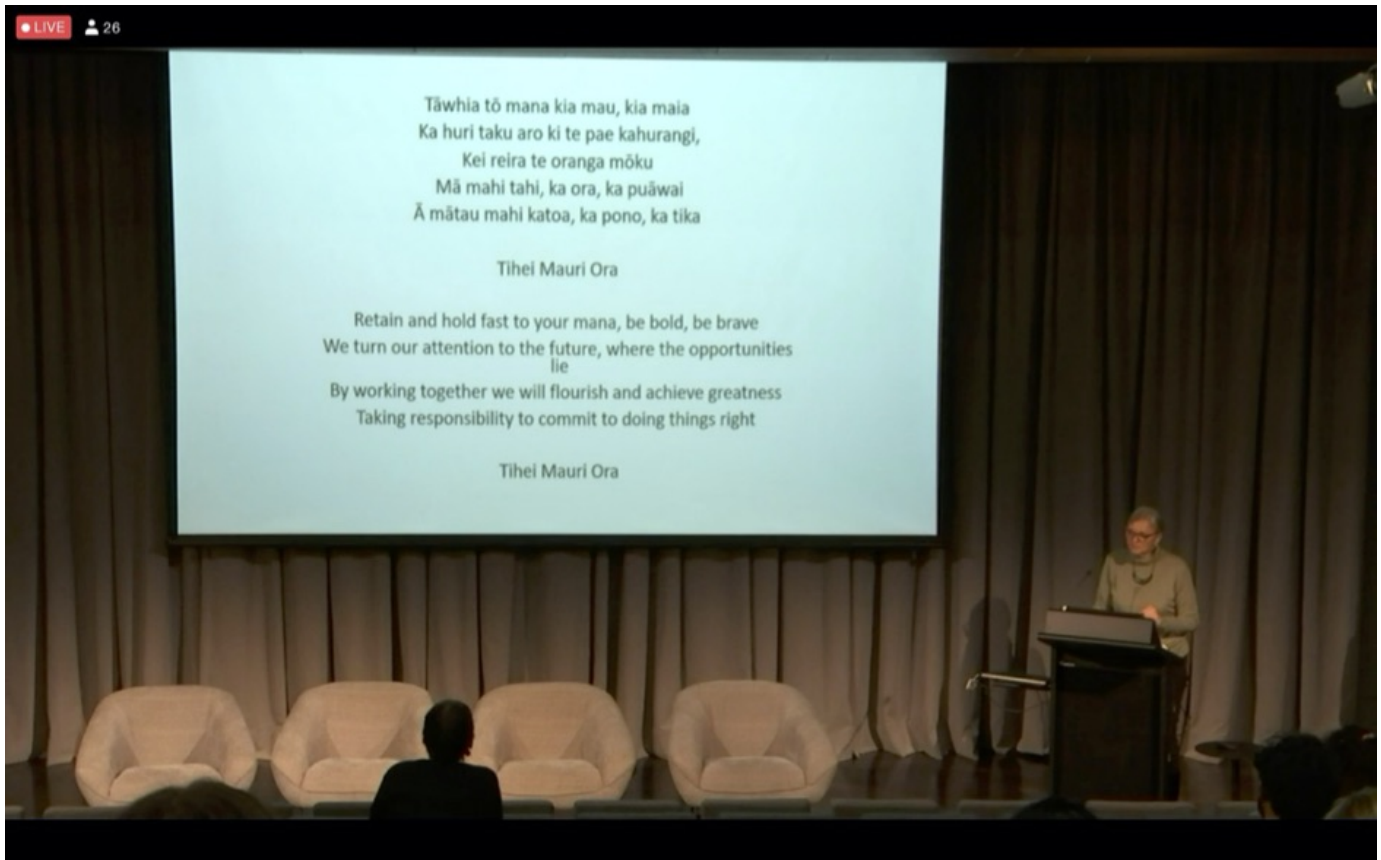 LIVE
26
Tāwhia tō mana kia mau, kia maia
Ka huri taku aro ki te pae kahurangi,
Kei reira te oranga mōku
Mā mahi tahi, ka ora, ka puāwai
Ā mātau mahi katoa, ka pono, ka tika
Tihei Mauri Ora
Retain and hold fast to your mana, be bold, be brave
We turn our attention to the future, where the opportunities
lie
By working together we will flourish and achieve greatness
Taking responsibility to commit to doing things right
Tihei Mauri Ora